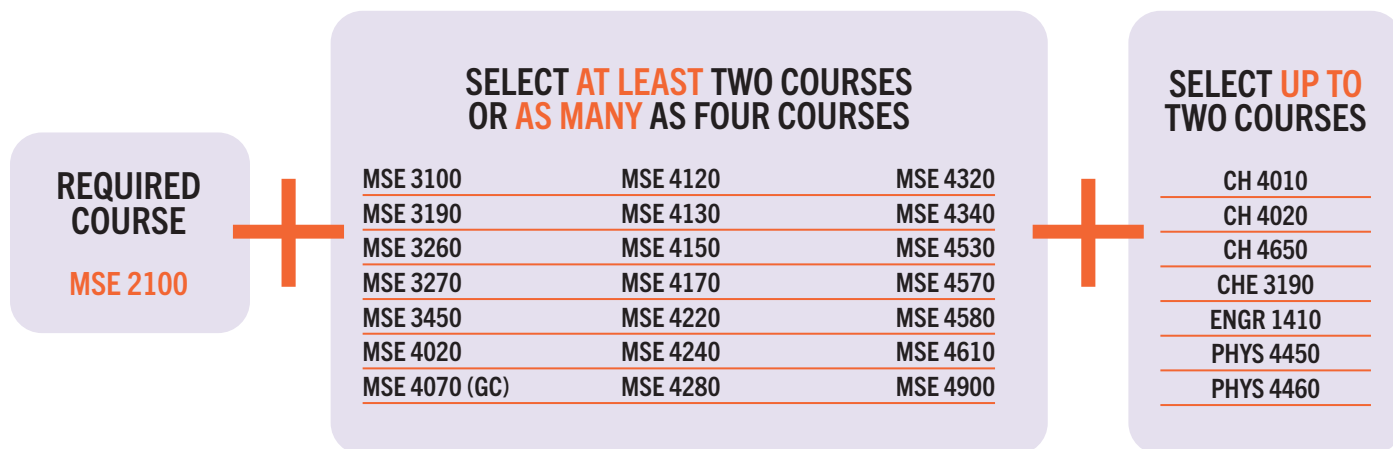 REQUIRED
COURSE
MSE 2100
SELECT AT LEAST TWO COURSES
OR AS MANY AS FOUR COURSES
MSE 3100 MSE 4120 MSE 4320
MSE 3190 MSE 4130 MSE 4340
MSE 3260 MSE 4150 MSE 4530
MSE 3270 MSE 4170 MSE 4570
MSE 3450 MSE 4220 MSE 4580
MSE 4020 MSE 4240 MSE 4610
MSE 4070 (GC) MSE 4280 MSE 4900
SELECT UP TO
TWO COURSES
CH 4010
CH 4020
CH 4650
CHE 3190
ENGR 1410
PHYS 4450
PHYS 4460